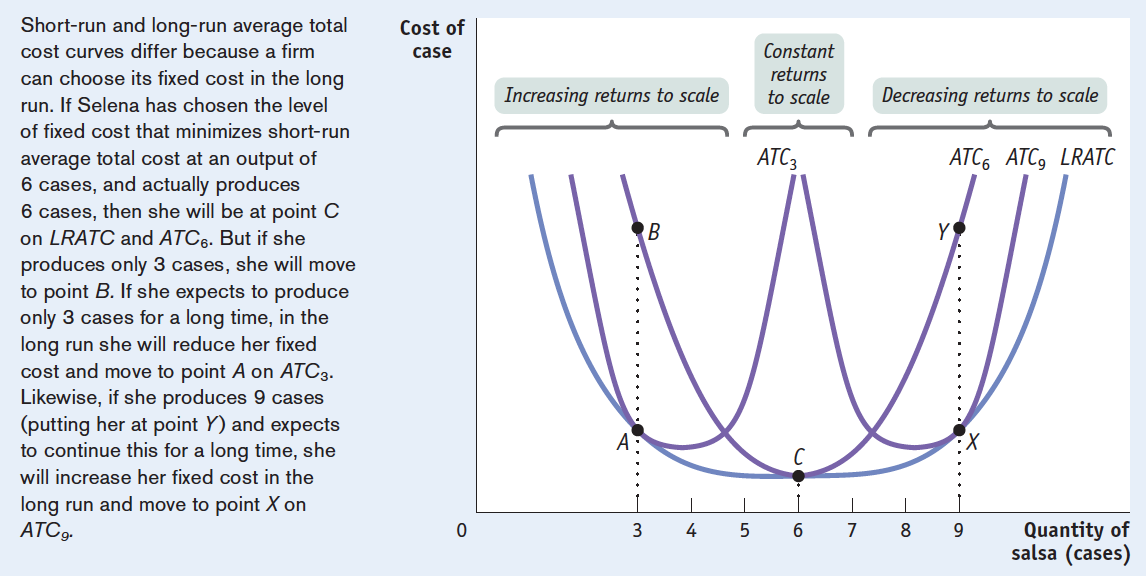 Short-run and long-run average total
cost curves differ because a firm
can choose its fixed cost in the long
run. If Selena has chosen the level
of fixed cost that minimizes short-run
average total cost at an output of
6 cases, and actually produces
6 cases, then she will be at point C
on LRATC and ATC₆. But if she
produces only 3 cases, she will move
to point B. If she expects to produce
only 3 cases for a long time, in the
long run she will reduce her fixed
cost and move to point A on ATC₃.
Likewise, if she produces 9 cases
(putting her at point Y) and expects
to continue this for a long time, she
will increase her fixed cost in the
long run and move to point X on
ATC₉.
Cost of
case
Increasing returns to scale
Constant
returns
to scale
Decreasing returns to scale
ATC₃
ATC₆
ATC₉
LRATC
B
Y
A
C
X
0
3
4
5
6
7
8
9
Quantity of
salsa (cases)